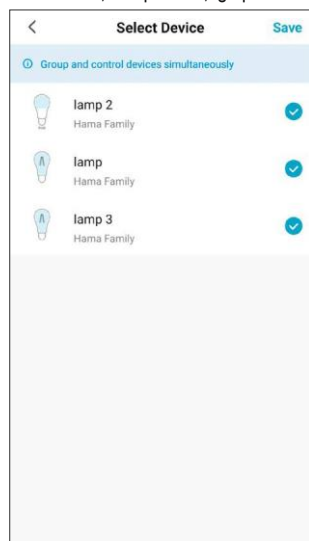 Select Device
Save
Group and control devices simultaneously
lamp 2
Hama Family
lamp
Hama Family
lamp 3
Hama Family